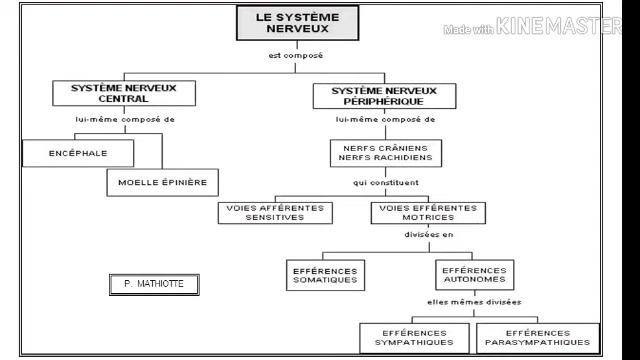 LE SYSTÈME
NERVEUX
Made with KINEMASTER
est composé
SYSTÈME NERVEUX
CENTRAL
SYSTÈME NERVEUX
PÉRIPHÉRIQUE
lui-même composé de
lui-même composé de
ENCÉPHALE
NERFS CRÂNIENS
NERFS RACHIDIENS
MOELLE ÉPINIÈRE
qui constituent
VOIES AFFÉRENTES
SENSITIVES
VOIES EFFÉRENTES
MOTRICES
divisées en
EFFÉRENCES
SOMATIQUES
EFFÉRENCES
AUTONOMES
P. MATHIOTTE
elles mêmes divisées
EFFÉRENCES
SYMPATHIQUES
EFFÉRENCES
PARASYMPATHIQUES